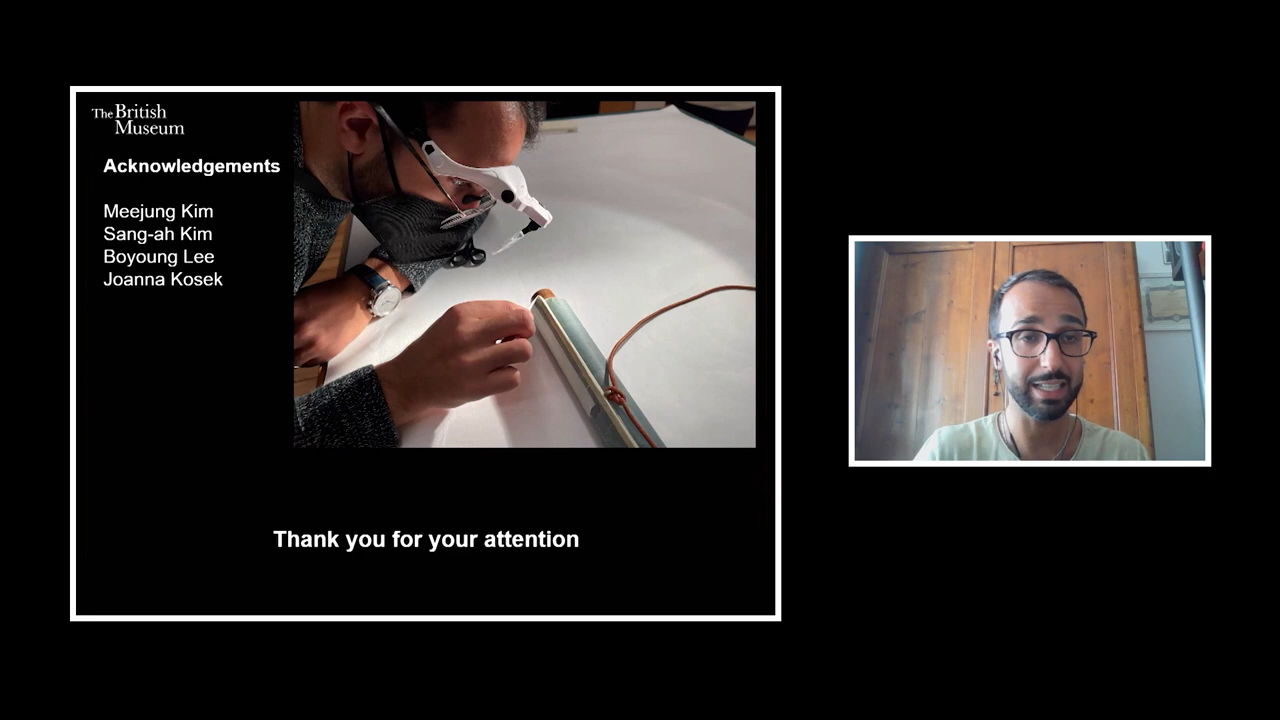 The British
Museum
Acknowledgements
Meejung Kim
Sang-ah Kim
Boyoung Lee
Joanna Kosek
Thank you for your attention